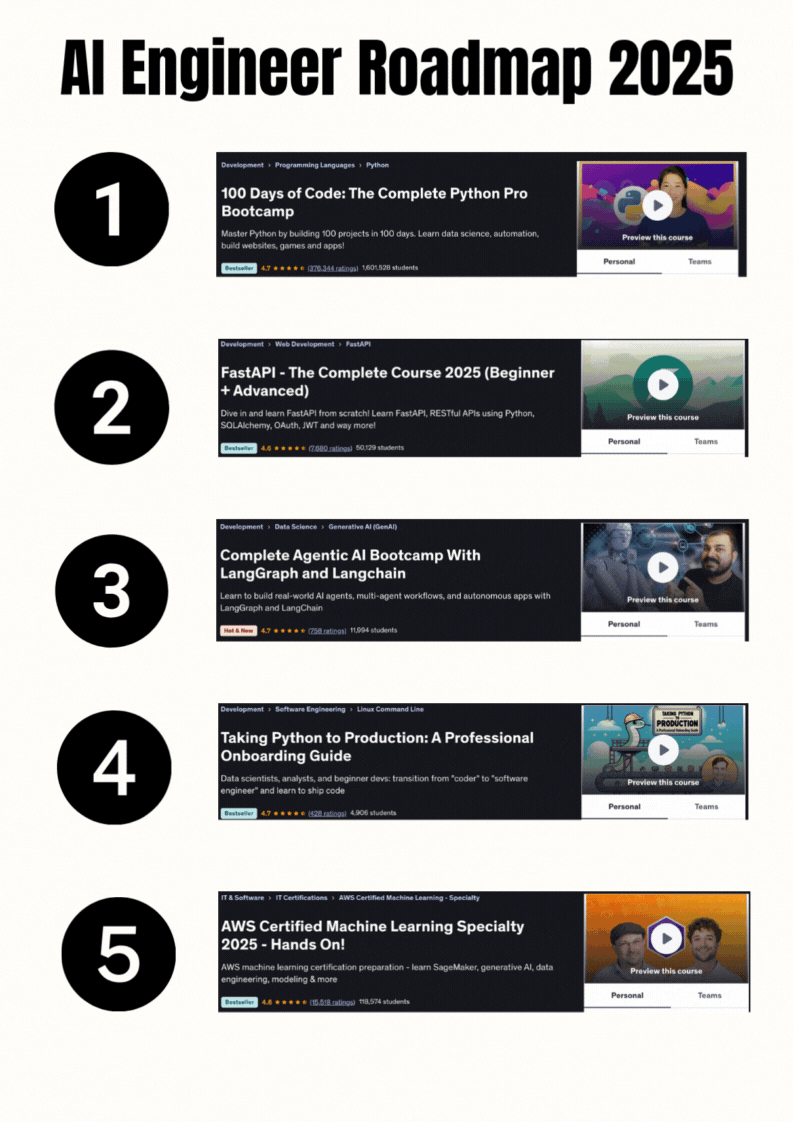 AI Engineer Roadmap 2025
1
Development › Programming Languages › Python
100 Days of Code: The Complete Python Pro
Bootcamp
Master Python by building 100 projects in 100 days. Learn data science, automation,
build websites, games and apps!
Bestseller 4.7 ★★★★★ (376,344 ratings) 1,601,528 students
Preview this course
Personal Teams
2
Development › Web Development › FastAPI
FastAPI - The Complete Course 2025 (Beginner
+ Advanced)
Dive in and learn FastAPI from scratch! Learn FastAPI, RESTful APIs using Python,
SQLAlchemy, OAuth, JWT and way more!
Bestseller 4.6 ★★★★★ (7,680 ratings) 50,129 students
Preview this course
Personal Teams
3
Development › Data Science › Generative AI (GenAI)
Complete Agentic AI Bootcamp With
LangGraph and Langchain
Learn to build real-world AI agents, multi-agent workflows, and autonomous apps with
LangGraph and LangChain
Hot & New 4.7 ★★★★★ (758 ratings) 11,994 students
Preview this course
Personal Teams
4
Development › Software Engineering › Linux Command Line
Taking Python to Production: A Professional
Onboarding Guide
Data scientists, analysts, and beginner devs: transition from "coder" to "software
engineer" and learn to ship code
Bestseller 4.7 ★★★★★ (428 ratings) 4,906 students
TAKING PYTHON
TO
PRODUCTION
A Professional Onboarding Guide
Preview this course
Personal Teams
5
IT & Software › IT Certifications › AWS Certified Machine Learning - Specialty
AWS Certified Machine Learning Specialty
2025 - Hands On!
AWS machine learning certification preparation - learn SageMaker, generative AI, data
engineering, modeling & more
Bestseller 4.6 ★★★★★ (15,518 ratings) 118,574 students
Preview this course
Personal Teams